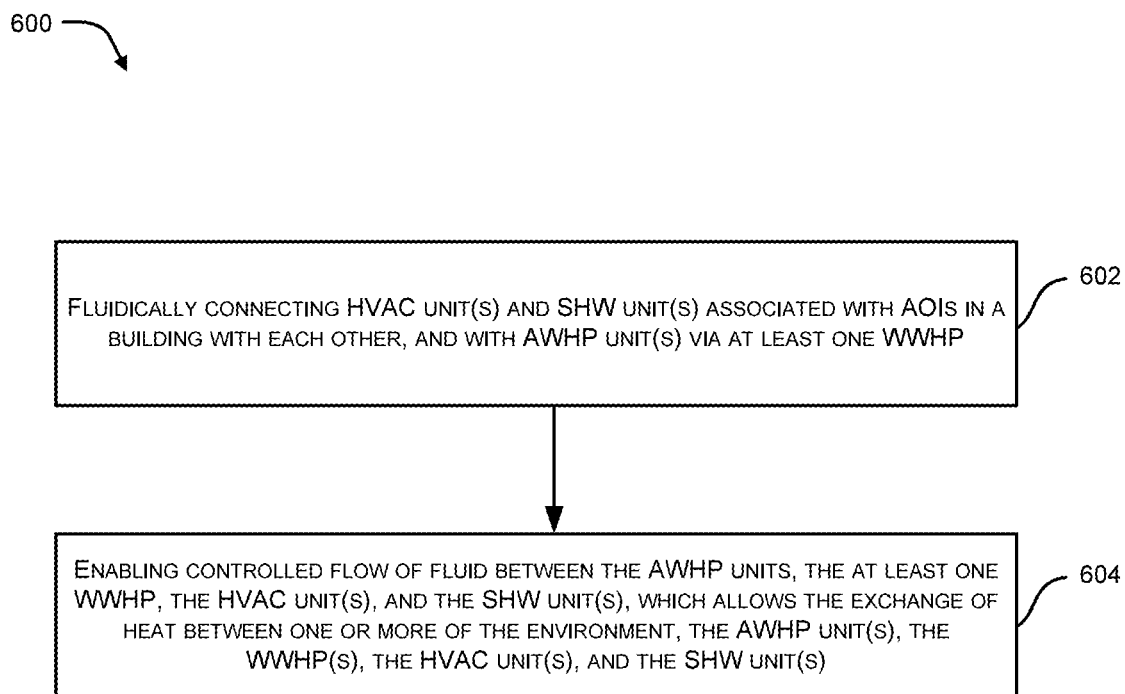 600
FLUIDICALLY CONNECTING HVAC UNIT(S) AND SHW UNIT(S) ASSOCIATED WITH AOIS IN A
BUILDING WITH EACH OTHER, AND WITH AWHP UNIT(S) VIA AT LEAST ONE WWHP
602
ENABLING CONTROLLED FLOW OF FLUID BETWEEN THE AWHP UNITS, THE AT LEAST ONE
WWHP, THE HVAC UNIT(S), AND THE SHW UNIT(S), WHICH ALLOWS THE EXCHANGE OF
HEAT BETWEEN ONE OR MORE OF THE ENVIRONMENT, THE AWHP UNIT(S), THE
WWHP(S), THE HVAC UNIT(S), AND THE SHW UNIT(S)
604